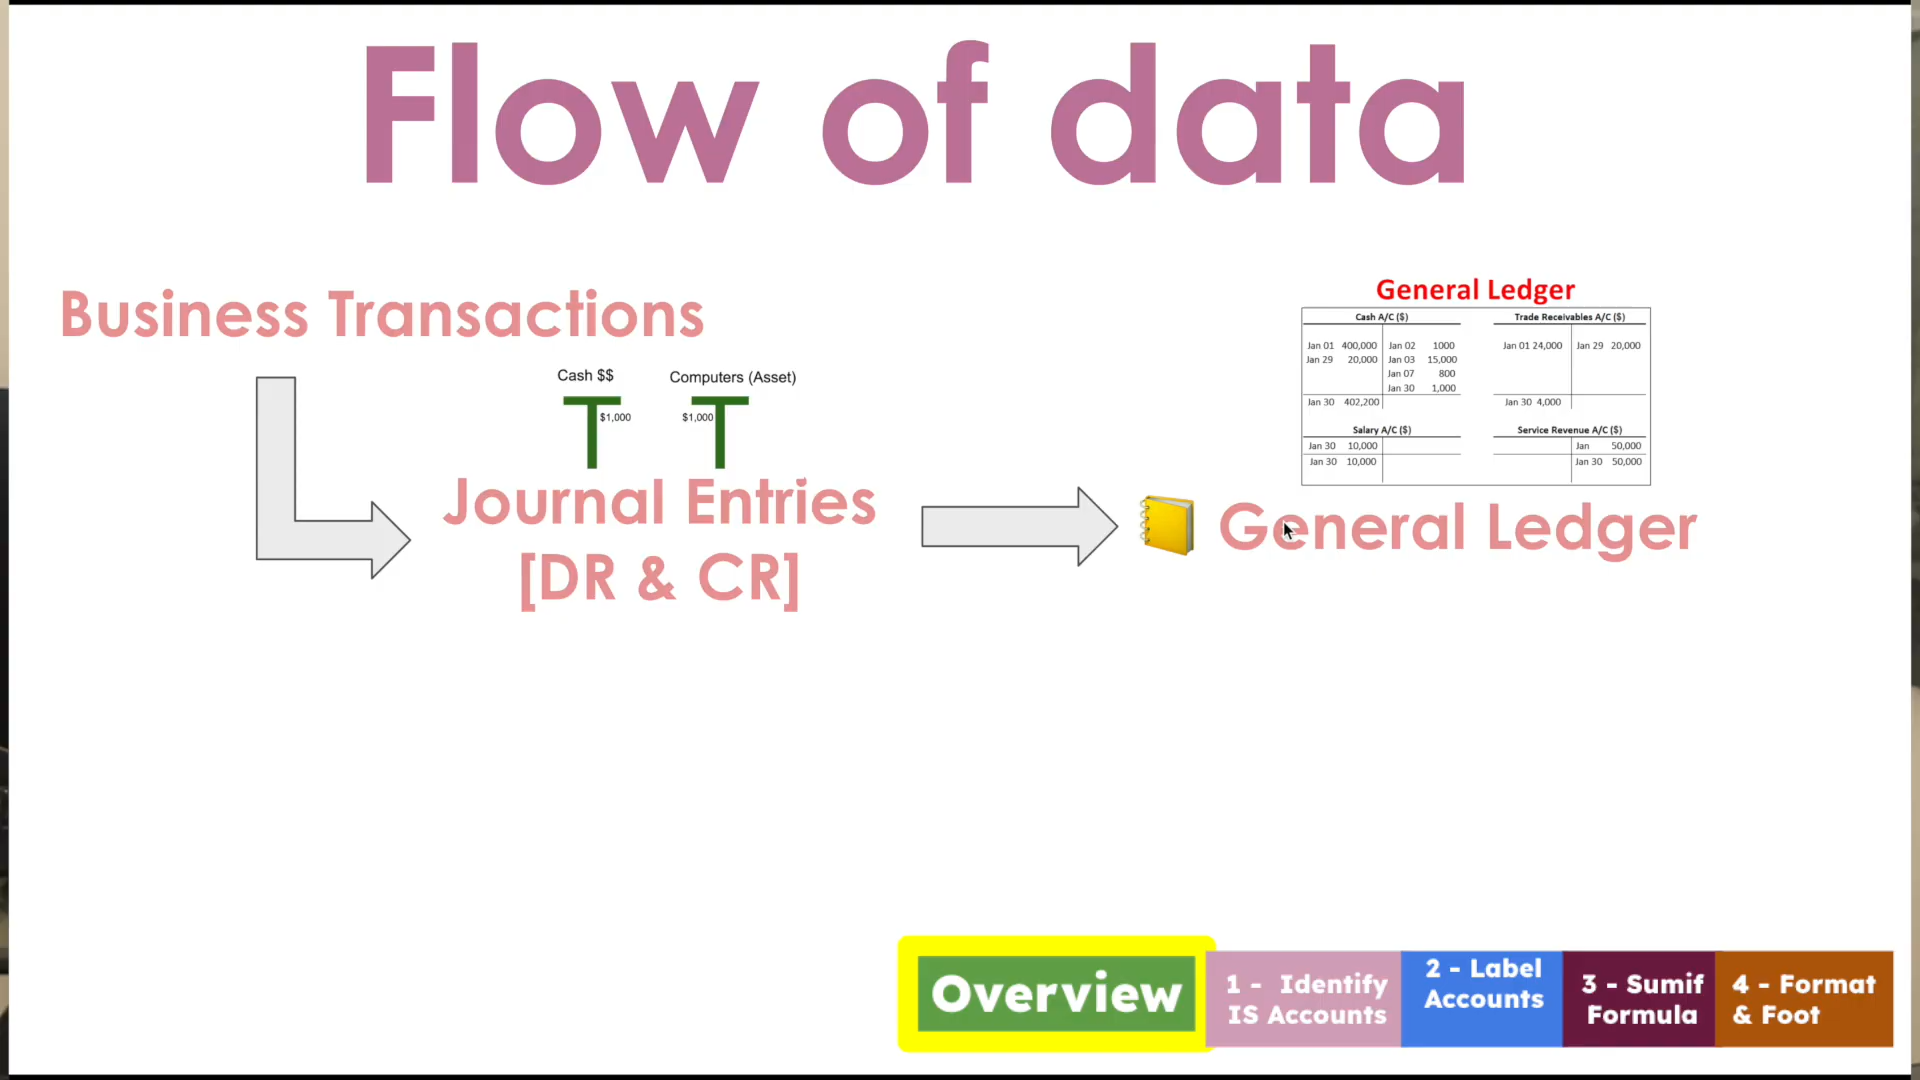 Flow of data
Business Transactions
Cash $$
Computers (Asset)
$1,000
$1,000
Journal Entries
[DR & CR]
General Ledger
Cash A/C ($)
Jan 01 400,000 Jan 02 1000
Jan 29 20,000 Jan 03 15,000
Jan 07 800
Jan 30 1,000
Jan 30 402,200
Trade Receivables A/C ($)
Jan 01 24,000 Jan 29 20,000
Jan 30 4,000
Salary A/C ($)
Jan 30 10,000
Jan 30 10,000
Service Revenue A/C ($)
Jan 50,000
Jan 30 50,000
General Ledger
Overview
1 - Identify
IS Accounts
2 - Label
Accounts
3 - Sumif
Formula
4 - Format
& Foot